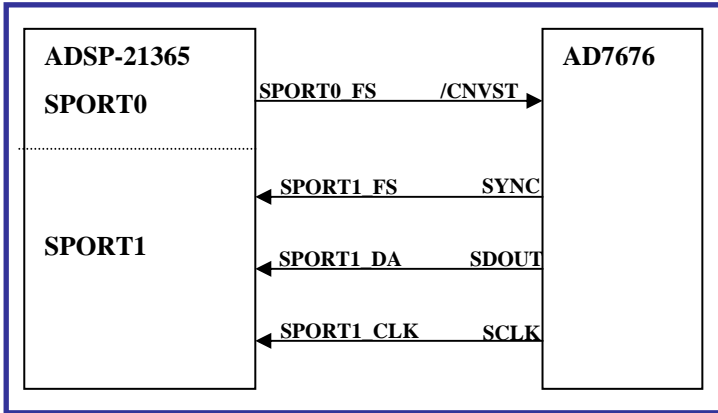 ADSP-21365 AD7676
SPORT0 SPORT0_FS /CNVST
SPORT1_FS SYNC
SPORT1 SPORT1_DA SDOUT
SPORT1_CLK SCLK